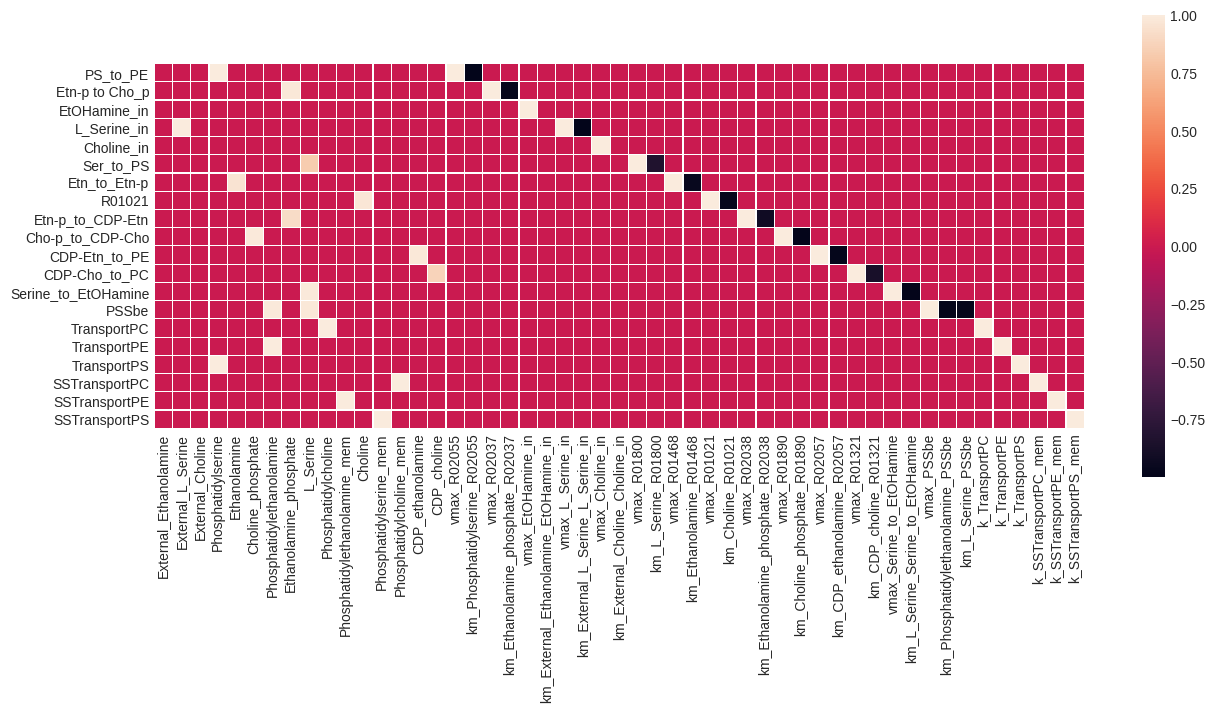 PS_to_PE
Etn-p to Cho_p
EtOHamine_in
L_Serine_in
Choline_in
Ser_to_PS
Etn_to_Etn-p
R01021
Etn-p_to_CDP-Etn
Cho-p_to_CDP-Cho
CDP-Etn_to_PE
CDP-Cho_to_PC
Serine_to_EtOHamine
PSSbe
TransportPC
TransportPE
TransportPS
SSTransportPC
SSTransportPE
SSTransportPS
External_Ethanolamine
External_L_Serine
External_Choline
Phosphatidylserine
Ethanolamine
Choline_phosphate
Phosphatidylethanolamine
Ethanolamine_phosphate
L_Serine
Phosphatidylcholine
Phosphatidylethanolamine_mem
Choline
Phosphatidylserine_mem
Phosphatidylcholine_mem
CDP_ethanolamine
CDP_choline
vmax_R02055
km_Phosphatidylserine_R02055
vmax_R02037
km_Ethanolamine_phosphate_R02037
vmax_EtOHamine_in
km_External_Ethanolamine_EtOHamine_in
vmax_L_Serine_in
km_External_L_Serine_L_Serine_in
vmax_Choline_in
km_External_Choline_Choline_in
vmax_R01800
km_L_Serine_R01800
vmax_R01468
km_Ethanolamine_R01468
vmax_R01021
km_Choline_R01021
vmax_R02038
km_Ethanolamine_phosphate_R02038
vmax_R01890
km_Choline_phosphate_R01890
vmax_R02057
km_CDP_ethanolamine_R02057
vmax_R01321
km_CDP_choline_R01321
vmax_Serine_to_EtOHamine
km_L_Serine_Serine_to_EtOHamine
vmax_PSSbe
km_Phosphatidylethanolamine_PSSbe
km_L_Serine_PSSbe
k_TransportPC
k_TransportPE
k_TransportPS
k_SSTransportPC_mem
k_SSTransportPE_mem
k_SSTransportPS_mem
1.00
0.75
0.50
0.25
0.00
−0.25
−0.50
−0.75